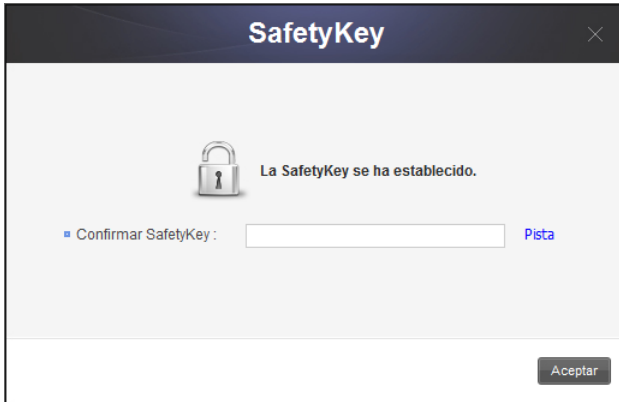 SafetyKey
La SafetyKey se ha establecido.
Confirmar SafetyKey :
Pista
Aceptar